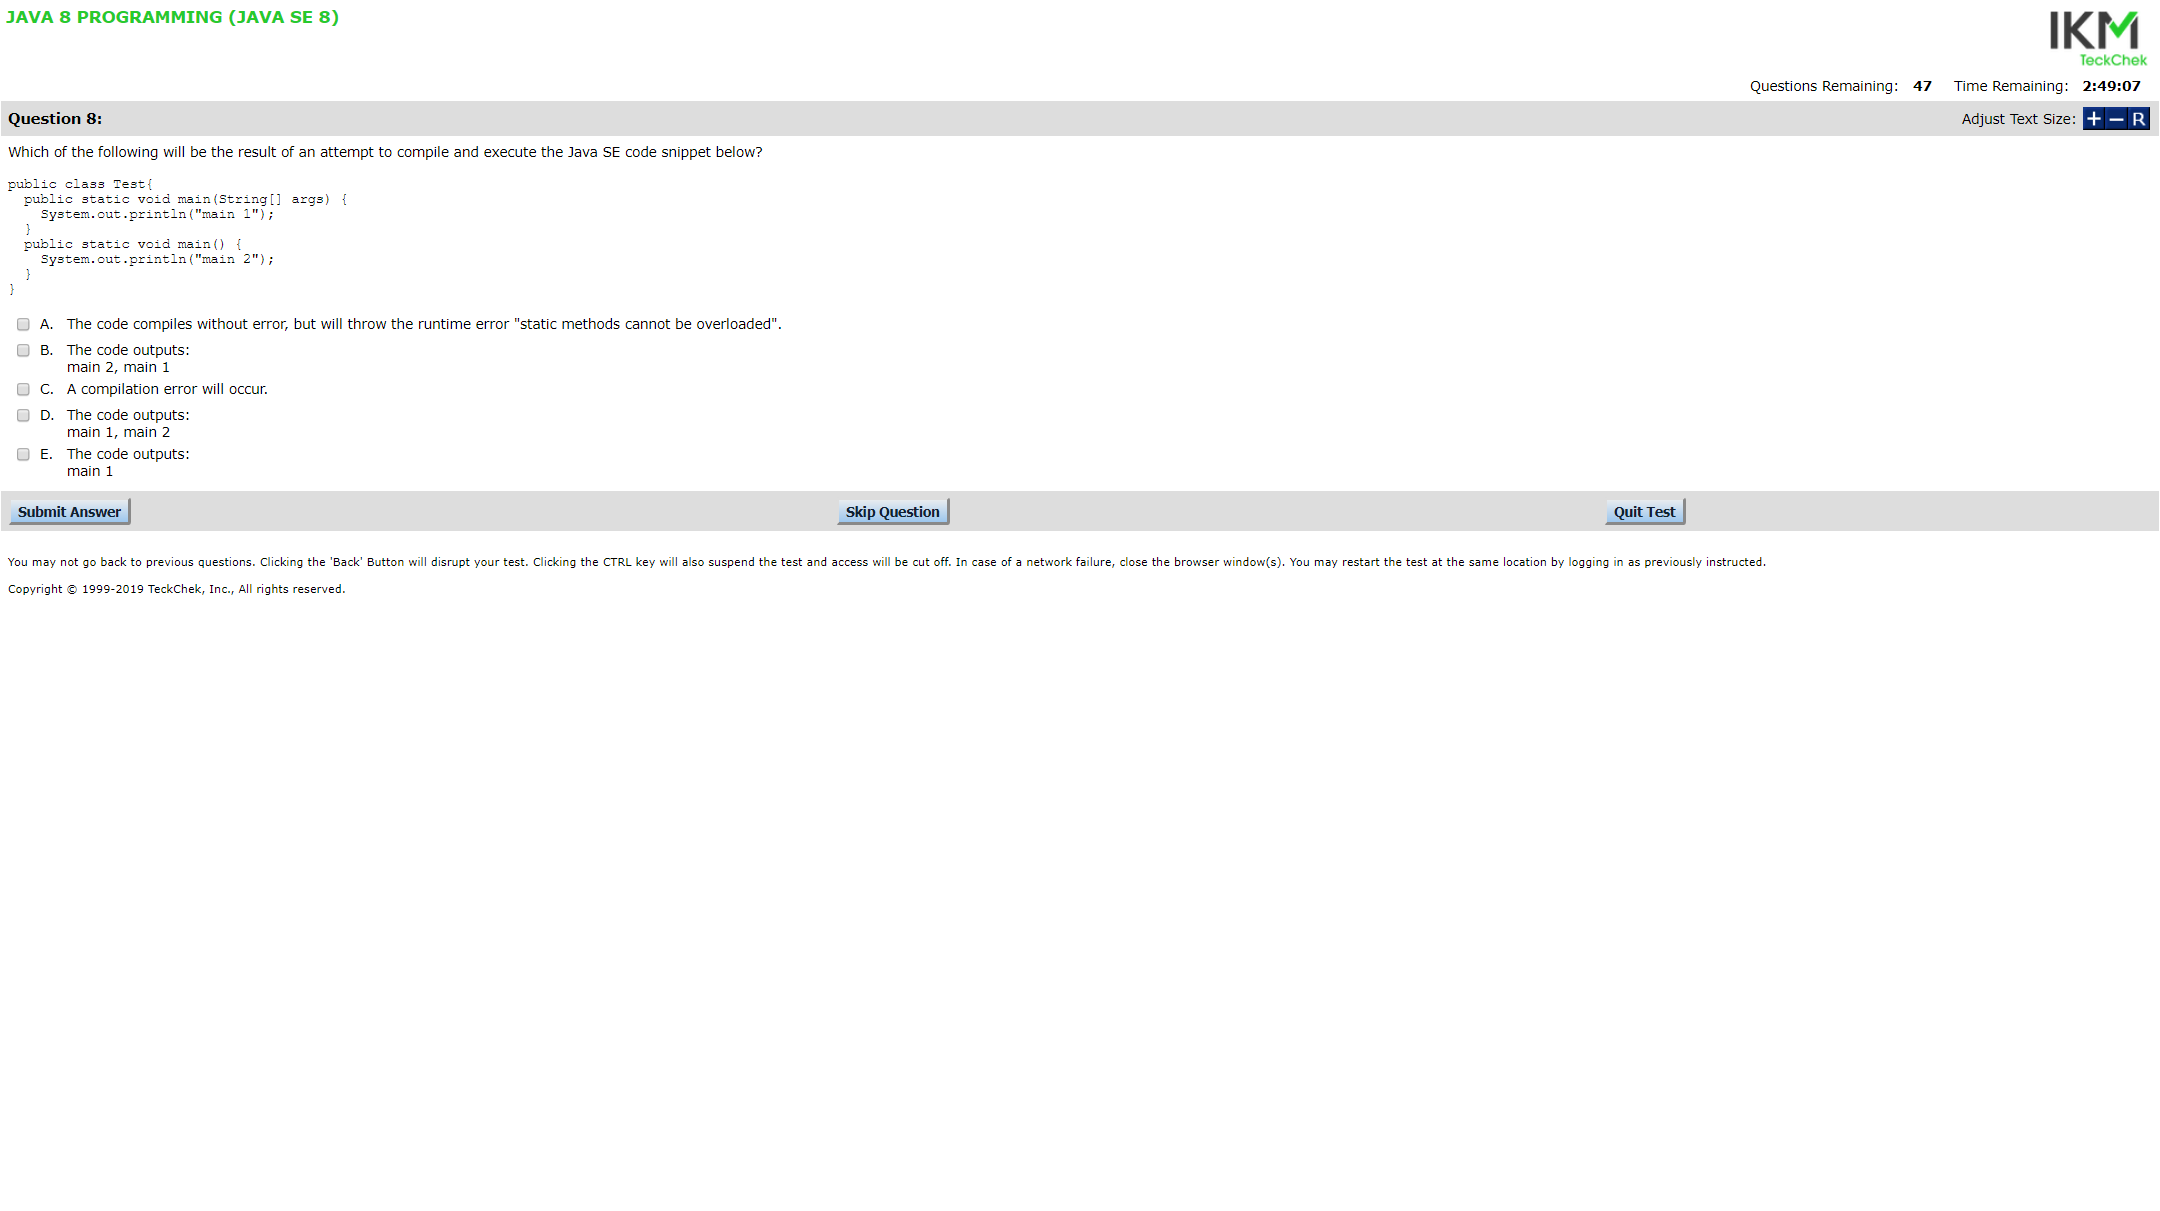 JAVA 8 PROGRAMMING (JAVA SE 8)
IKM
TeckChek
Questions Remaining: 47 Time Remaining: 2:49:07
Question 8:
Adjust Text Size: + − R
Which of the following will be the result of an attempt to compile and execute the Java SE code snippet below?
public class Test{
  public static void main(String[] args) {
    System.out.println("main 1");
  }
  public static void main() {
    System.out.println("main 2");
  }
}
A. The code compiles without error, but will throw the runtime error "static methods cannot be overloaded".
B. The code outputs:
main 2, main 1
C. A compilation error will occur.
D. The code outputs:
main 1, main 2
E. The code outputs:
main 1
Submit Answer Skip Question Quit Test
You may not go back to previous questions. Clicking the 'Back' Button will disrupt your test. Clicking the CTRL key will also suspend the test and access will be cut off. In case of a network failure, close the browser window(s). You may restart the test at the same location by logging in as previously instructed.
Copyright © 1999-2019 TeckChek, Inc., All rights reserved.